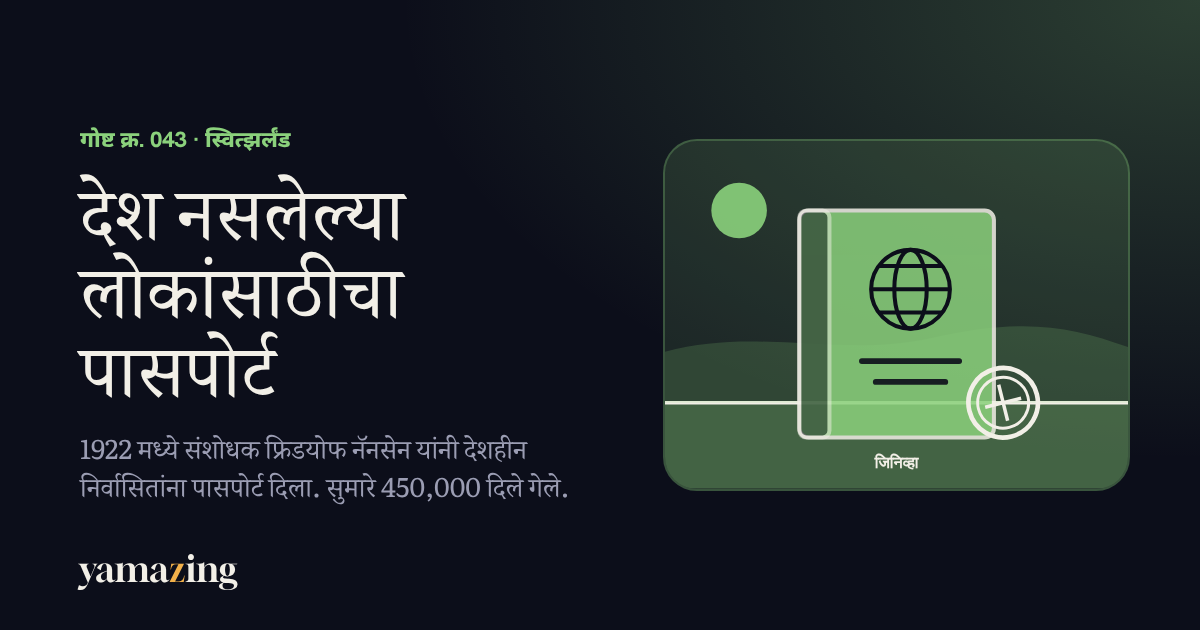 गोष्ट क्र. 043 · स्वित्झर्लंड
देश नसलेल्या
लोकांसाठीचा
पासपोर्ट
1922 मध्ये संशोधक फ्रिडयोफ नॅनसेन यांनी देशहीन
निर्वासितांना पासपोर्ट दिला. सुमारे 450,000 दिले गेले.
जिनिव्हा
yamazing